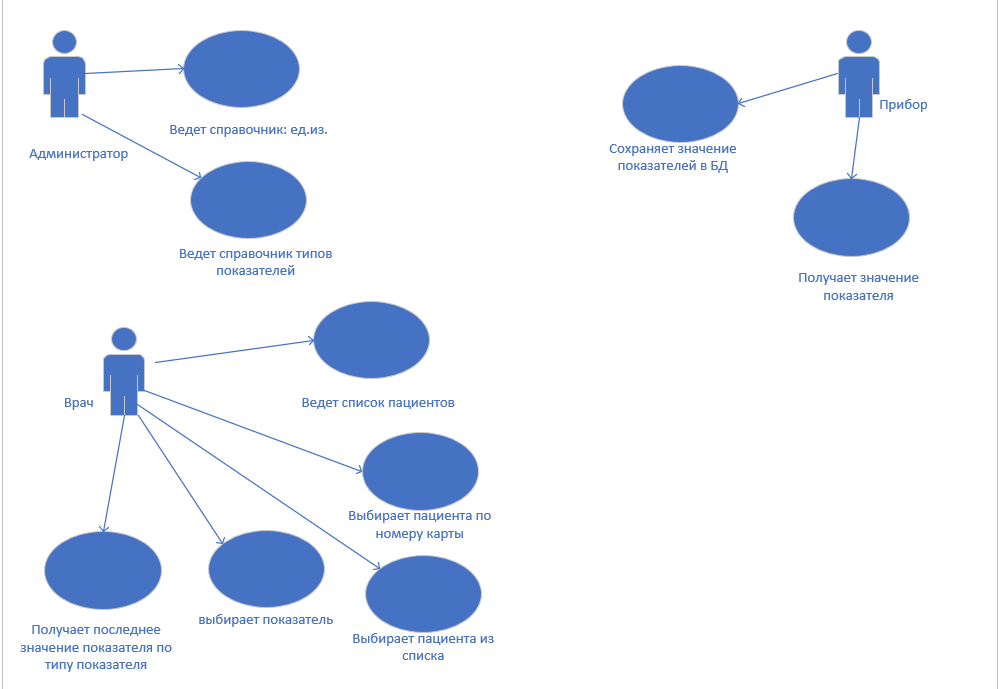 Ведет справочник: ед.из.
Администратор
Ведет справочник типов
показателей
Прибор
Сохраняет значение
показателей в БД
Получает значение
показателя
Врач
Ведет список пациентов
Выбирает пациента по
номеру карты
Получает последнее
значение показателя по
типу показателя
выбирает показатель
Выбирает пациента из
списка